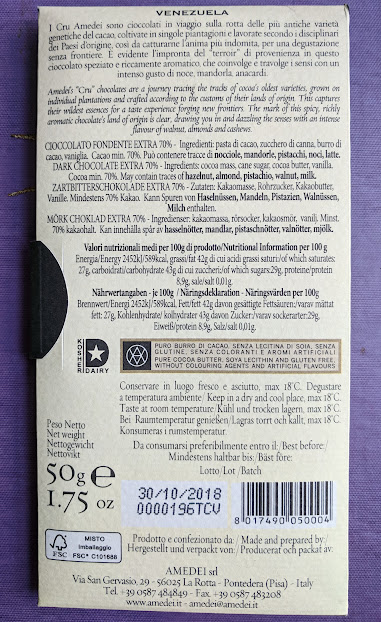 VENEZUELA
I Cru Amedei sono cioccolati in viaggio sulla rotta delle più antiche varietà
genetiche del cacao, coltivate in singole piantagioni e lavorate secondo i disciplinari
dei Paesi d'origine, così da catturarne l'anima più indomita, per una degustazione
senza frontiere. E' evidente l'impronta del "terroir" di provenienza in questo
cioccolato speziato e riccamente aromatico, che coinvolge e travolge i sensi con un
intenso gusto di noce, mandorla, anacardi.
Amedei's "Cru" chocolates are a journey tracing the tracks of cocoa's oldest varieties, grown on
individual plantations and crafted according to the customs of their lands of origin. This captures
their wildest essences for a taste experience forging new frontiers. The mark of this spicy, richly
aromatic chocolate's land of origin is clear, drawing you in and dazzling the senses with an intense
flavour of walnut, almonds and cashews.
CIOCCOLATO FONDENTE EXTRA 70% - Ingredienti: pasta di cacao, zucchero di canna, burro di
cacao, vaniglia. Cacao min. 70%. Può contenere tracce di nocciole, mandorle, pistacchi, noci, latte.
DARK CHOCOLATE EXTRA 70% - Ingredients: cocoa mass, cane sugar, cocoa butter, vanilla.
Cocoa min. 70%. May contain traces of hazelnut, almond, pistachio, walnut, milk.
ZARTBITTERSCHOKOLADE EXTRA 70% - Zutaten: Kakaomasse, Rohrzucker, Kakaobutter,
Vanille. Mindestens 70% Kakao. Kann Spuren von Haselnüssen, Mandeln, Pistazien, Walnüssen,
Milch enthalten.
MÖRK CHOKLAD EXTRA 70% - Ingredienser: kakaomassa, rörsocker, kakaosmör, vanilj. Minst
70% kakaohalt. Kan innehålla spår av hasselnötter, mandlar, pistaschnötter, valnötter, mjölk.
Valori nutrizionali medi per 100g di prodotto/Nutritional Information per 100 g
Energia/Energy 2452kJ/589kcal, grassi/fat 42g di cui acidi grassi saturi/of which saturates:
27g, carboidrati/carbohydrate 43g di cui zuccheri/of which sugars:29g, proteine/protein
8,9g, sale/salt 0,01g.
Nährwertangaben - je 100g / Näringsdeklaration - Näringsvärden per 100g
Brennwert/Energi 2452kJ/589kcal, Fett/fett 42g davon gesättigte Fettsäuren/varav mättat
fett: 27g, Kohlenhydrate/ kolhydrater 43g davon Zucker/varav sockerarter:29g,
Eiweiß/protein 8,9g, Salz/salt 0,01g.
KOSHER
DAIRY
PURO BURRO DI CACAO, SENZA LECITINA DI SOIA, SENZA
GLUTINE, SENZA COLORANTI E AROMI ARTIFICIALI
PURE COCOA BUTTER, SOYA LECITHIN AND GLUTEN FREE,
WITHOUT COLOURING AGENTS AND ARTIFICIAL FLAVOURS
Conservare in luogo fresco e asciutto, max 18°C. Degustare
a temperatura ambiente/ Keep in a dry and cool place, max 18°C.
Taste at room temperature/Kühl und trocken lagern, max 18°C.
Bei Raumtemperatur genießen/Lagras torrt och kallt, max 18°C.
Konsumeras i rumstemperatur.
Da consumarsi preferibilmente entro il: /Best before:/
Mindestens haltbar bis:/Bäst före:
Lotto/Lot /Batch
Peso Netto
Net weight
Nettogewicht
Nettovikt
50g e
1.75 oz
30/10/2018
0000196TCV
8 017490 050004
FSC
MISTO
Imballaggio
FSC® C101686
Prodotto e confezionato da: /Made and prepared by:/
Hergestellt und verpackt von:/Producerat och packat av:
AMEDEI srl
Via San Gervasio, 29 - 56025 La Rotta - Pontedera (Pisa) - Italy
Tel. +39 0587 484849 - Fax +39 0587 483208
www.amedei.it - amedei@amedei.it